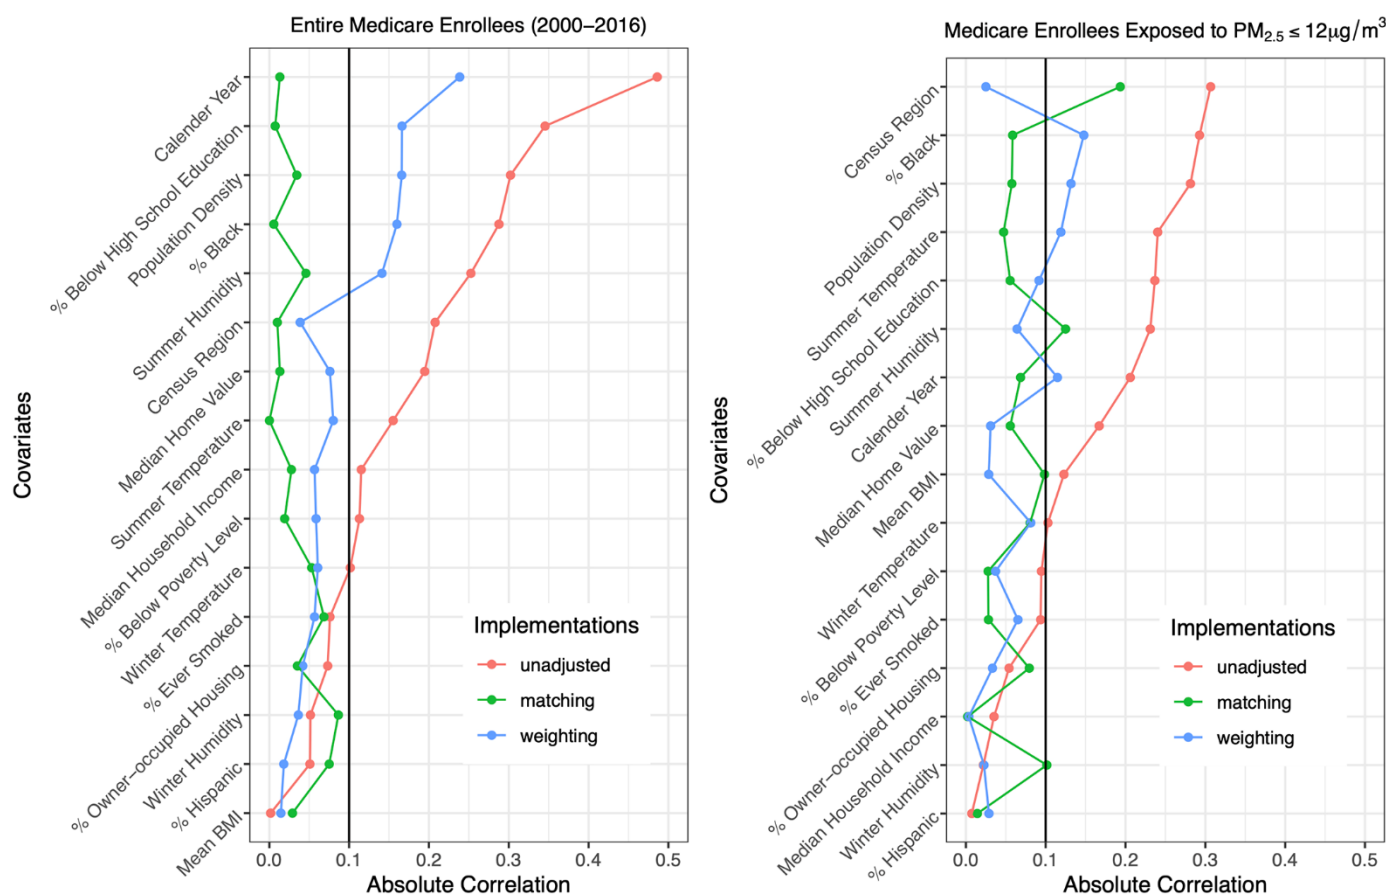 Entire Medicare Enrollees (2000–2016)
Covariates
Calender Year
% Below High School Education
Population Density
% Black
Summer Humidity
Census Region
Median Home Value
Summer Temperature
Median Household Income
% Below Poverty Level
Winter Temperature
% Ever Smoked
% Owner–occupied Housing
Winter Humidity
% Hispanic
Mean BMI
Implementations
unadjusted
matching
weighting
0.0 0.1 0.2 0.3 0.4 0.5
Absolute Correlation
Medicare Enrollees Exposed to PM2.5 ≤ 12μg/m³
Covariates
Census Region
% Black
Population Density
Summer Temperature
% Below High School Education
Summer Humidity
Calender Year
Median Home Value
Mean BMI
Winter Temperature
% Below Poverty Level
% Ever Smoked
% Owner–occupied Housing
Median Household Income
Winter Humidity
% Hispanic
Implementations
unadjusted
matching
weighting
0.0 0.1 0.2 0.3 0.4 0.5
Absolute Correlation